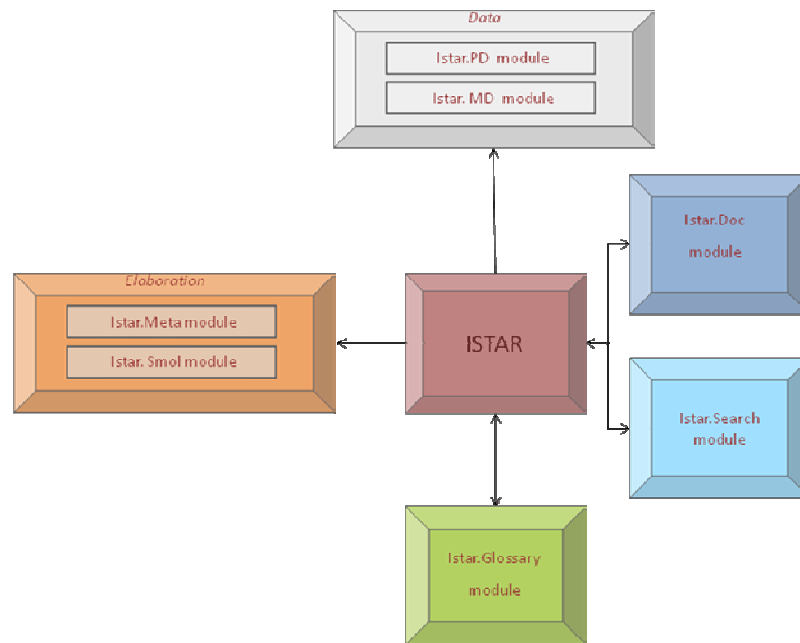 Data
Istar.PD module
Istar. MD module
Istar.Doc
module
Elaboration
Istar.Meta module
Istar. Smol module
ISTAR
Istar.Search
module
Istar.Glossary
module